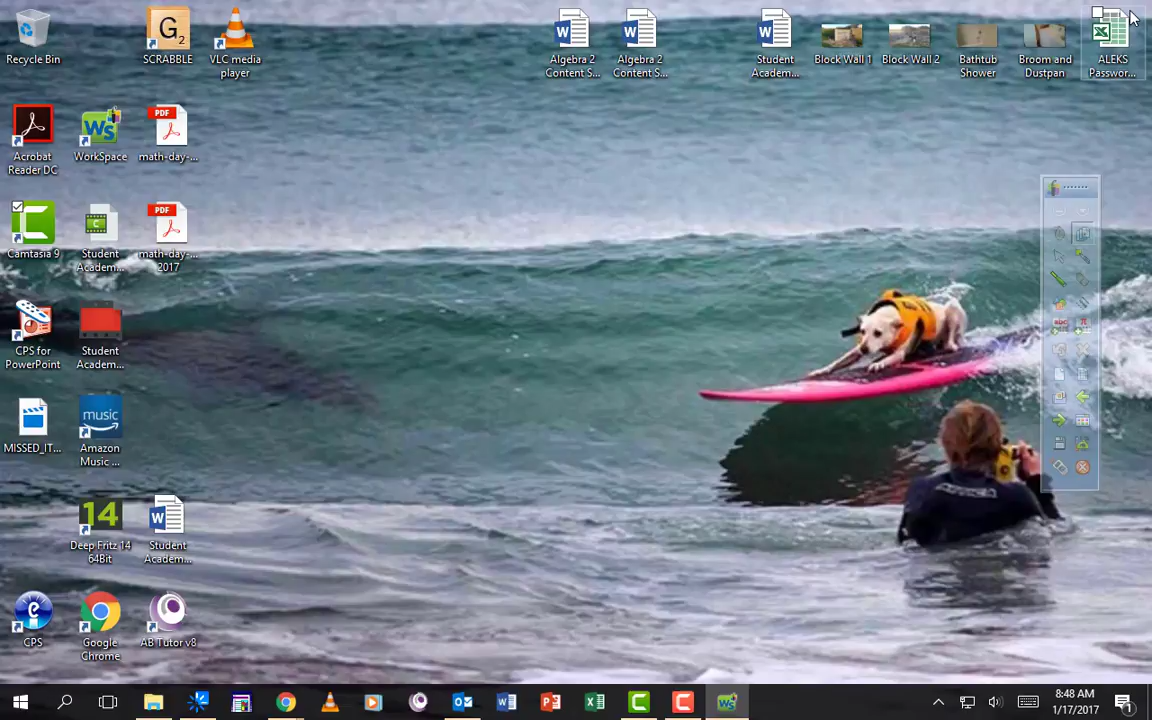 Recycle Bin
SCRABBLE
VLC media
player
Algebra 2
Content S...
Algebra 2
Content S...
Student
Academ...
Block Wall 1
Block Wall 2
Bathtub
Shower
Broom and
Dustpan
ALEKS
Passwor...
Acrobat
Reader DC
WorkSpace
math-day-...
Camtasia 9
Student
Academ...
math-day-...
2017
CPS for
PowerPoint
Student
Academ...
MISSED_IT...
music
Amazon
Music ...
14
Deep Fritz 14
64Bit
Student
Academ...
CPS
Google
Chrome
AB Tutor v8
8:48 AM
1/17/2017